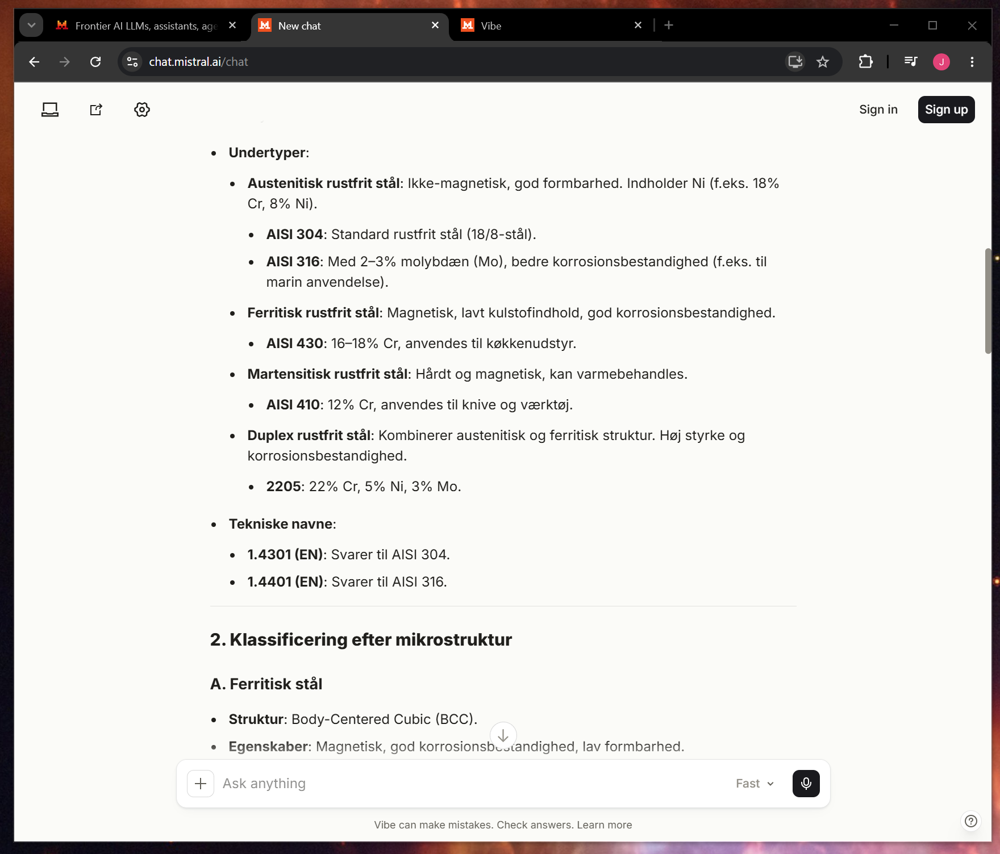 Frontier AI LLMs, assistants, age
New chat
Vibe
chat.mistral.ai/chat
J
Sign in
Sign up
Undertyper:
Austenitisk rustfrit stål: Ikke-magnetisk, god formbarhed. Indholder Ni (f.eks. 18%
Cr, 8% Ni).
AISI 304: Standard rustfrit stål (18/8-stål).
AISI 316: Med 2–3% molybdæn (Mo), bedre korrosionsbestandighed (f.eks. til
marin anvendelse).
Ferritisk rustfrit stål: Magnetisk, lavt kulstofindhold, god korrosionsbestandighed.
AISI 430: 16–18% Cr, anvendes til køkkenudstyr.
Martensitisk rustfrit stål: Hårdt og magnetisk, kan varmebehandles.
AISI 410: 12% Cr, anvendes til knive og værktøj.
Duplex rustfrit stål: Kombinerer austenitisk og ferritisk struktur. Høj styrke og
korrosionsbestandighed.
2205: 22% Cr, 5% Ni, 3% Mo.
Tekniske navne:
1.4301 (EN): Svarer til AISI 304.
1.4401 (EN): Svarer til AISI 316.
2. Klassificering efter mikrostruktur
A. Ferritisk stål
Struktur: Body-Centered Cubic (BCC).
Egenskaber: Magnetisk, god korrosionsbestandighed, lav formbarhed.
Ask anything
Fast
Vibe can make mistakes. Check answers. Learn more